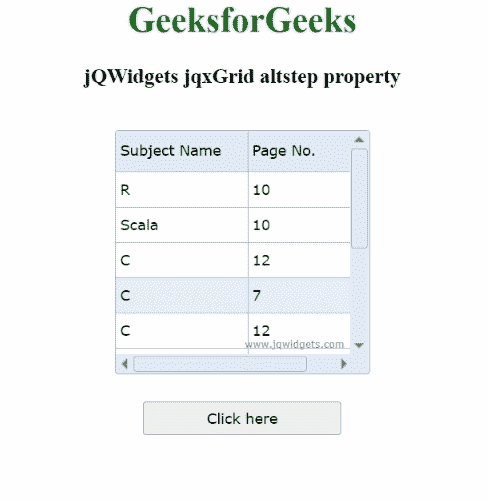 GeeksforGeeks
jQWidgets jqxGrid altstep property
Subject Name Page No.
R 10
Scala 10
C 12
C 7
C 12
www.jqwidgets.com
Click here